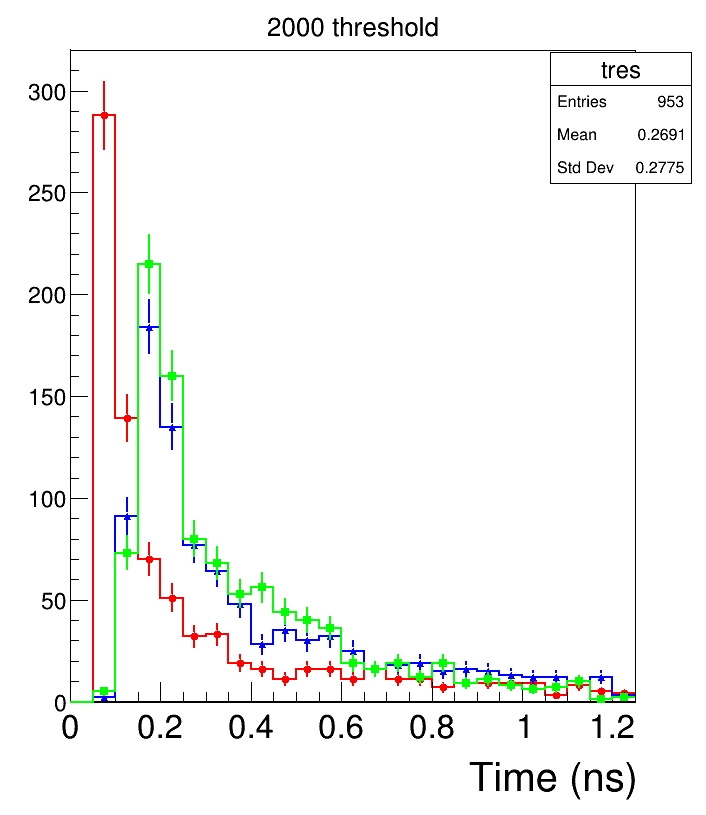 2000 threshold
tres
Entries 953
Mean 0.2691
Std Dev 0.2775
300
250
200
150
100
50
0
0 0.2 0.4 0.6 0.8 1 1.2
Time (ns)